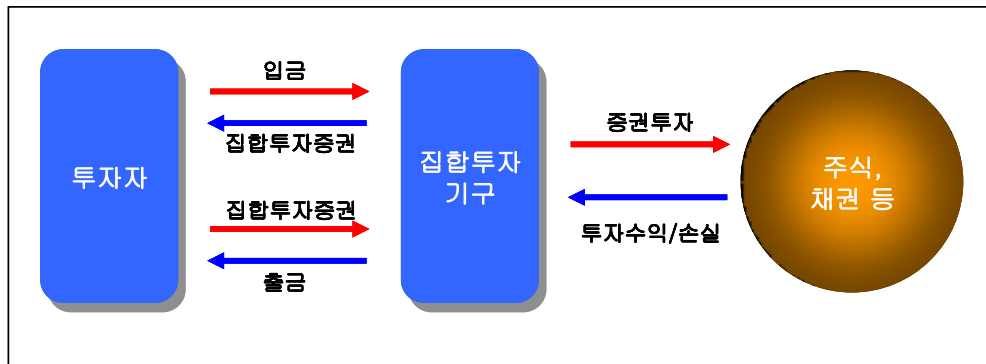 투자자
입금
집합투자증권
집합투자증권
출금
집합투자
기구
증권투자
투자수익/손실
주식,
채권 등